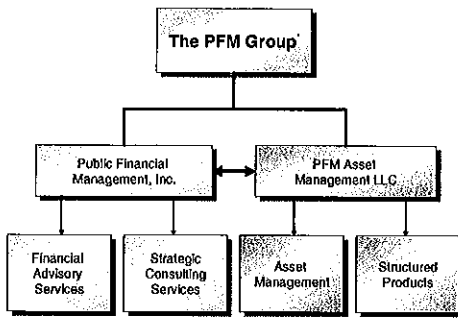 The PFM Group*
Public Financial
Management, Inc.
PFM Asset
Management LLC
Financial
Advisory
Services
Strategic
Consulting
Services
Asset
Management
Structured
Products